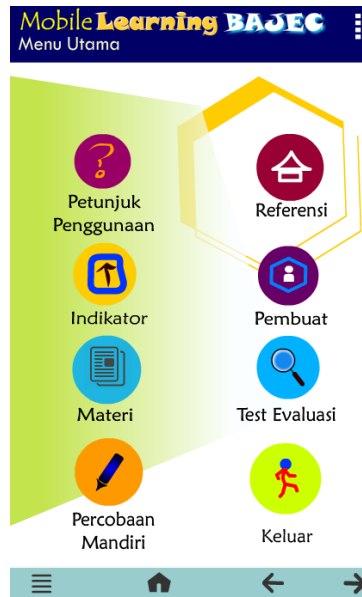 Mobile Learning BAJEC
Menu Utama
?
Petunjuk
Penggunaan
Referensi
Indikator
Pembuat
Materi
Test Evaluasi
Percobaan
Mandiri
Keluar